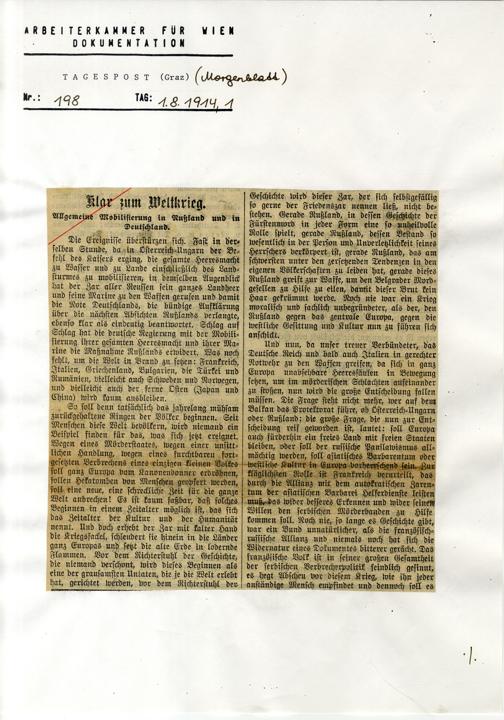 ARBEITERKAMMER FÜR WIEN
DOKUMENTATION
TAGESPOST (Graz) (Morgenblatt)
Nr.: 198 TAG: 1.8.1914, 1
Klar zum Weltkrieg.
Allgemeine Mobilisierung in Rußland und in
Deutschland.
Die Ereignisse überstürzen sich. Fast in der-
selben Stunde, da in Österreich-Ungarn der Be-
fehl des Kaisers erging, die gesamte Heeresmacht
zu Wasser und zu Lande einschließlich des Land-
sturmes zu mobilisieren, in demselben Augenblick
hat der Zar aller Reussen sein ganzes Landheer
und seine Marine zu den Waffen gerufen und damit
die Note Deutschlands, die bündige Aufklärung
über die nächsten Absichten Rußlands verlangte,
ebenso klar als eindeutig beantwortet. Schlag auf
Schlag hat die deutsche Regierung mit der Mobili-
sierung ihrer gesamten Heeresmacht und ihrer Ma-
rine die Maßnahme Rußlands erwidert. Was noch
fehlt, um die Welt in Brand zu setzen: Frankreich,
Italien, Griechenland, Bulgarien, die Türkei und
Rumänien, vielleicht auch Schweden und Norwegen,
und vielleicht auch der ferne Osten (Japan und
China) wird kaum ausbleiben.
So soll denn tatsächlich das jahrelang mühsam
zurückgehaltene Ringen der Völker beginnen. Seit
Menschen diese Welt bevölkern, wird niemand ein
Beispiel finden für das, was sich jetzt ereignet.
Wegen eines Mörderstaates, wegen einer unsitt-
lichen Handlung, wegen eines furchtbaren fort-
gesetzten Verbrechens eines einzigen kleinen Volkes
soll ganz Europa vom Kanonendonner erdröhnen,
sollen Hekatomben von Menschen geopfert werden,
soll eine neue, eine schreckliche Zeit für die ganze
Welt anbrechen! Es ist kaum faßbar, daß solches
Beginnen in einem Zeitalter möglich ist, das sich
das Zeitalter der Kultur und der Humanität
nennt. Und doch erhebt der Zar mit kalter Hand
die Kriegsfackel, schleudert sie hinein in die Länder
ganz Europas und setzt die alte Erde in lodernde
Flammen. Vor dem Richterstuhl der Geschichte,
die niemand verschont, wird dieses Beginnen als
eine der grausamsten Untaten, die je die Welt erlebt
hat, gerichtet werden, vor dem Richterstuhl der
Geschichte wird dieser Zar, der sich selbstgefällig
so gerne der Friedenszar nennen ließ, nicht be-
stehen. Gerade Rußland, in dessen Geschichte der
Fürstenmord in jeder Form eine so unheilvolle
Rolle spielt, gerade Rußland, dessen Bestand so
wesentlich in der Person und Unverletzlichkeit seines
Herrschers verkörpert ist, gerade Rußland, das am
schwersten unter den zersetzenden Tendenzen in den
eigenen Völkerschaften zu leiden hat, gerade dieses
Rußland greift zur Waffe, um den Belgrader Mord-
gesellen zu Hilfe zu eilen, damit dieser Brut kein
Haar gekrümmt werde. Noch nie war ein Krieg
moralisch und sachlich unbegründeter, als der, den
Rußland gegen das zentrale Europa, gegen die
westliche Gesittung und Kultur nun zu führen sich
anschickt.
Und nun, da unser treuer Verbündeter, das
Deutsche Reich und bald auch Italien in gerechter
Notwehr zu den Waffen greifen, da sich in ganz
Europa unabsehbare Heeressäulen in Bewegung
setzen, um in mörderischen Schlachten aufeinander
zu stoßen, nun wird die große Entscheidung fallen
müssen. Die Frage steht nicht mehr, wer auf dem
Balkan das Protektorat führe, ob Österreich-Ungarn
oder Rußland; die große Frage, die nun zur Ent-
scheidung reif geworden ist, lautet: soll Europa
auch fürderhin ein freies Land mit freien Staaten
bleiben, oder soll der russische Panslavismus all-
mächtig werden, soll asiatisches Barbarentum oder
westliche Kultur in Europa vorherrschend sein. Zur
kläglichsten Rolle ist Frankreich verurteilt, das
durch die Allianz mit dem autokratischen Zaren-
tum der asiatischen Barbarei Helferdienste leisten
muß, das wider besseres Erkennen und wider seinen
Willen den serbischen Mörderbanden zu Hilfe
kommen soll. Noch nie, so lange es Geschichte gibt,
war ein Band unnatürlicher, als die französisch-
russische Allianz und niemals noch hat sich die
Widernatur eines Dokumentes bitterer gerächt. Das
französische Volk ist in seiner großen Gesamtheit
der serbischen Verbrecherpolitik feindlich gesinnt,
es hegt Abscheu vor diesem Krieg, wie ihn jeder
anständige Mensch empfindet und dennoch soll es
./.